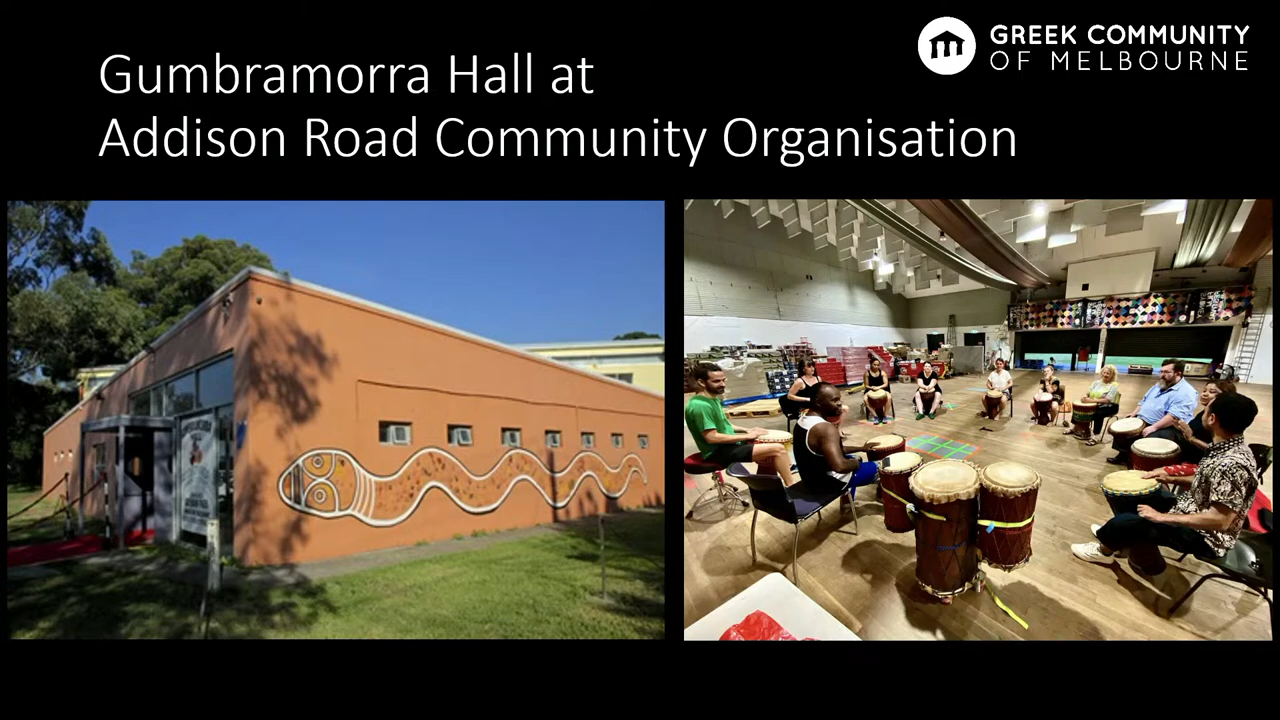 GREEK COMMUNITY
OF MELBOURNE
Gumbramorra Hall at
Addison Road Community Organisation